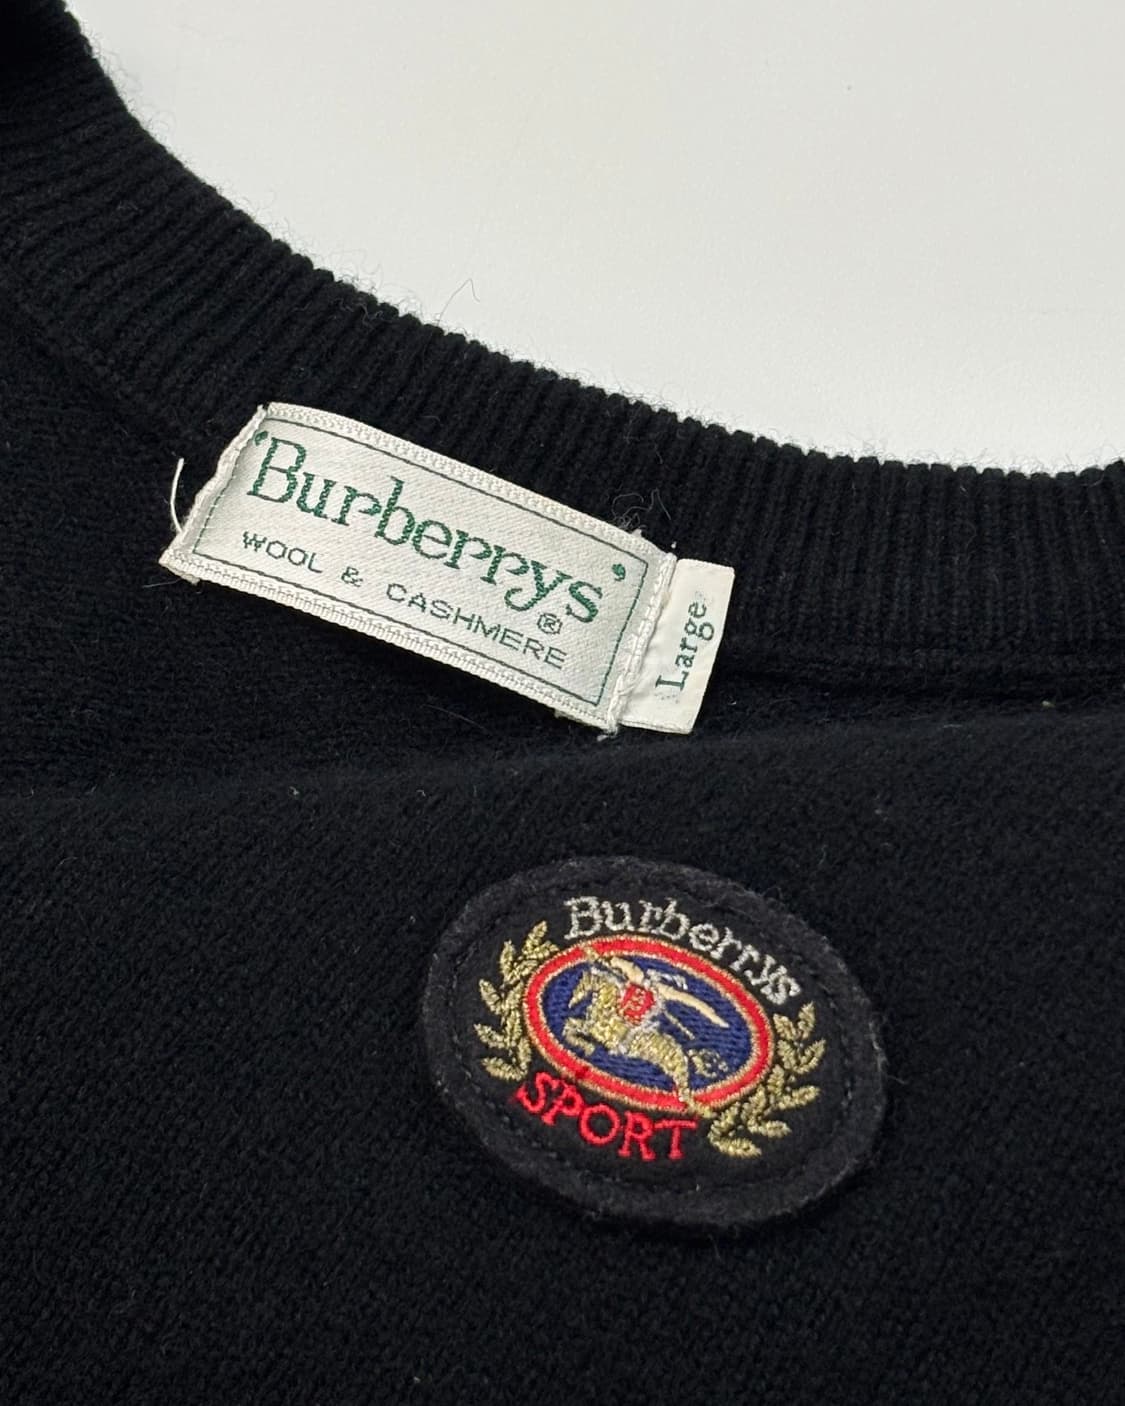 'Burberrys'
®
WOOL & CASHMERE
Large
Burberrys
SPORT